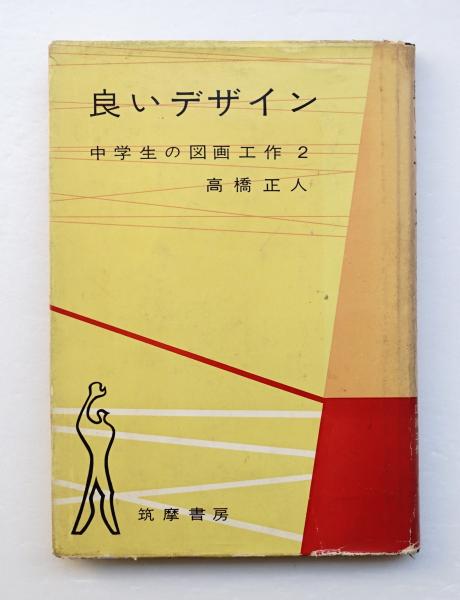 良いデザイン
中学生の図画工作 2
高橋正人
筑摩書房